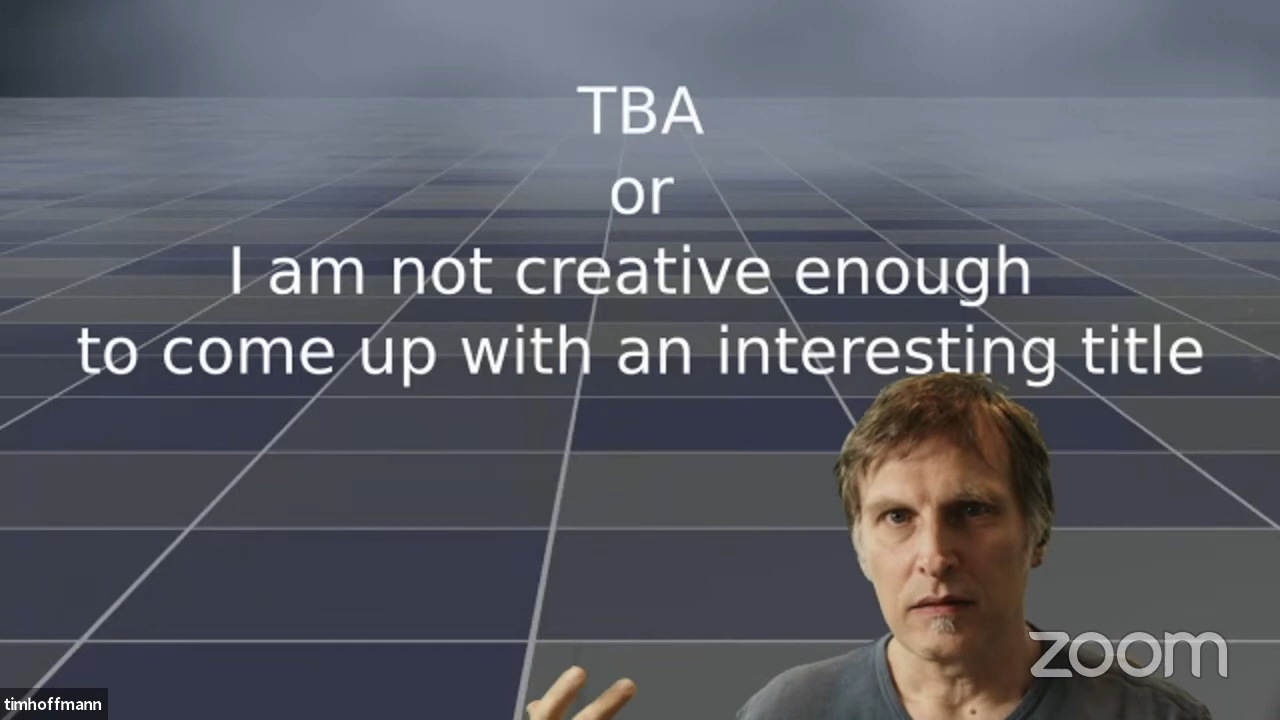 TBA
or
I am not creative enough
to come up with an interesting title
zoom
timhoffmann